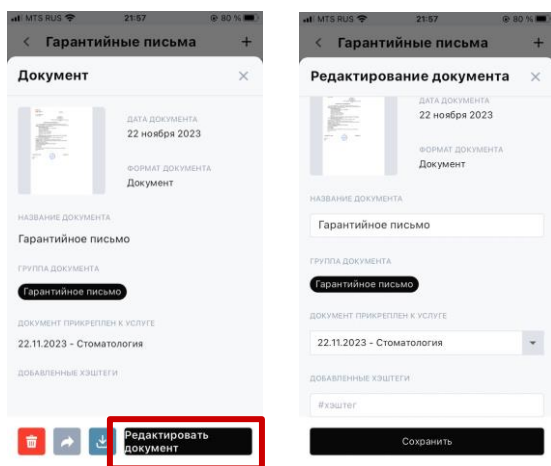 MTS RUS 21:57 80 %
Гарантийные письма +
Документ
ДАТА ДОКУМЕНТА
22 ноября 2023
ФОРМАТ ДОКУМЕНТА
Документ
НАЗВАНИЕ ДОКУМЕНТА
Гарантийное письмо
ГРУППА ДОКУМЕНТА
Гарантийное письмо
ДОКУМЕНТ ПРИКРЕПЛЕН К УСЛУГЕ
22.11.2023 - Стоматология
ДОБАВЛЕННЫЕ ХЭШТЕГИ
Редактировать
документ
MTS RUS 21:57 80 %
Гарантийные письма +
Редактирование документа
ДАТА ДОКУМЕНТА
22 ноября 2023
ФОРМАТ ДОКУМЕНТА
Документ
НАЗВАНИЕ ДОКУМЕНТА
Гарантийное письмо
ГРУППА ДОКУМЕНТА
Гарантийное письмо
ДОКУМЕНТ ПРИКРЕПЛЕН К УСЛУГЕ
22.11.2023 - Стоматология
ДОБАВЛЕННЫЕ ХЭШТЕГИ
#хэштег
Сохранить